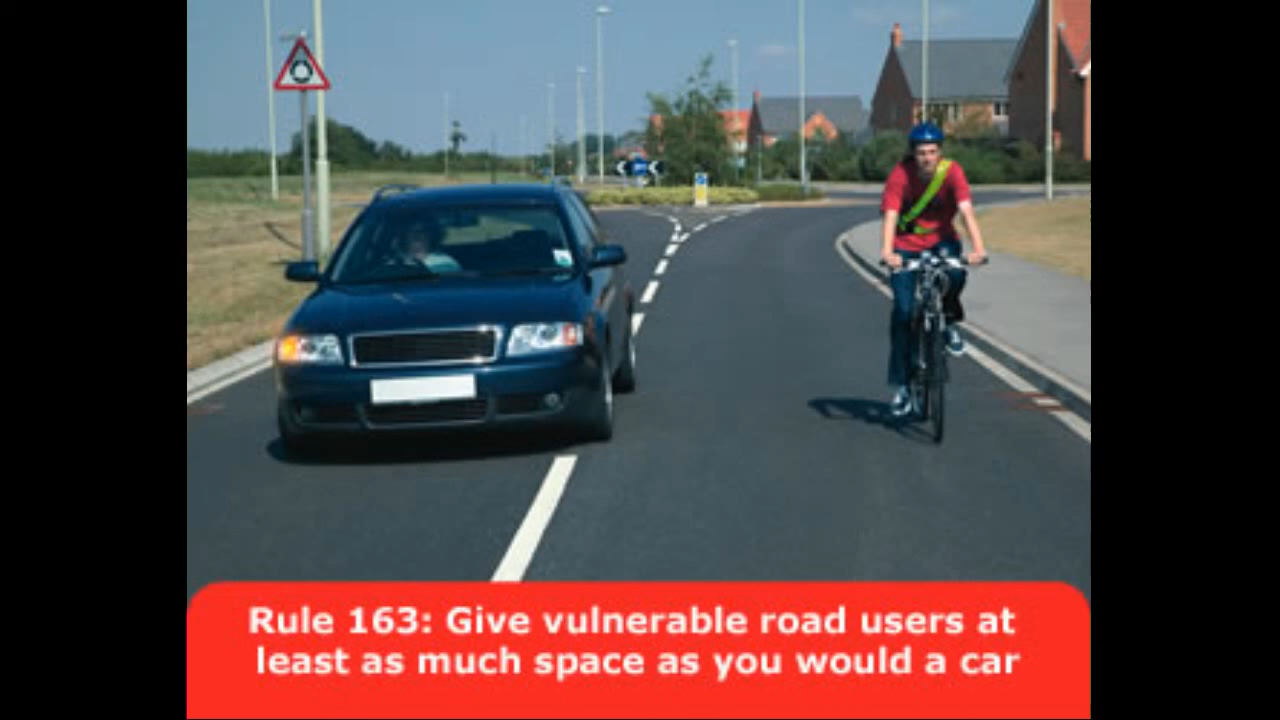 Rule 163: Give vulnerable road users at
least as much space as you would a car